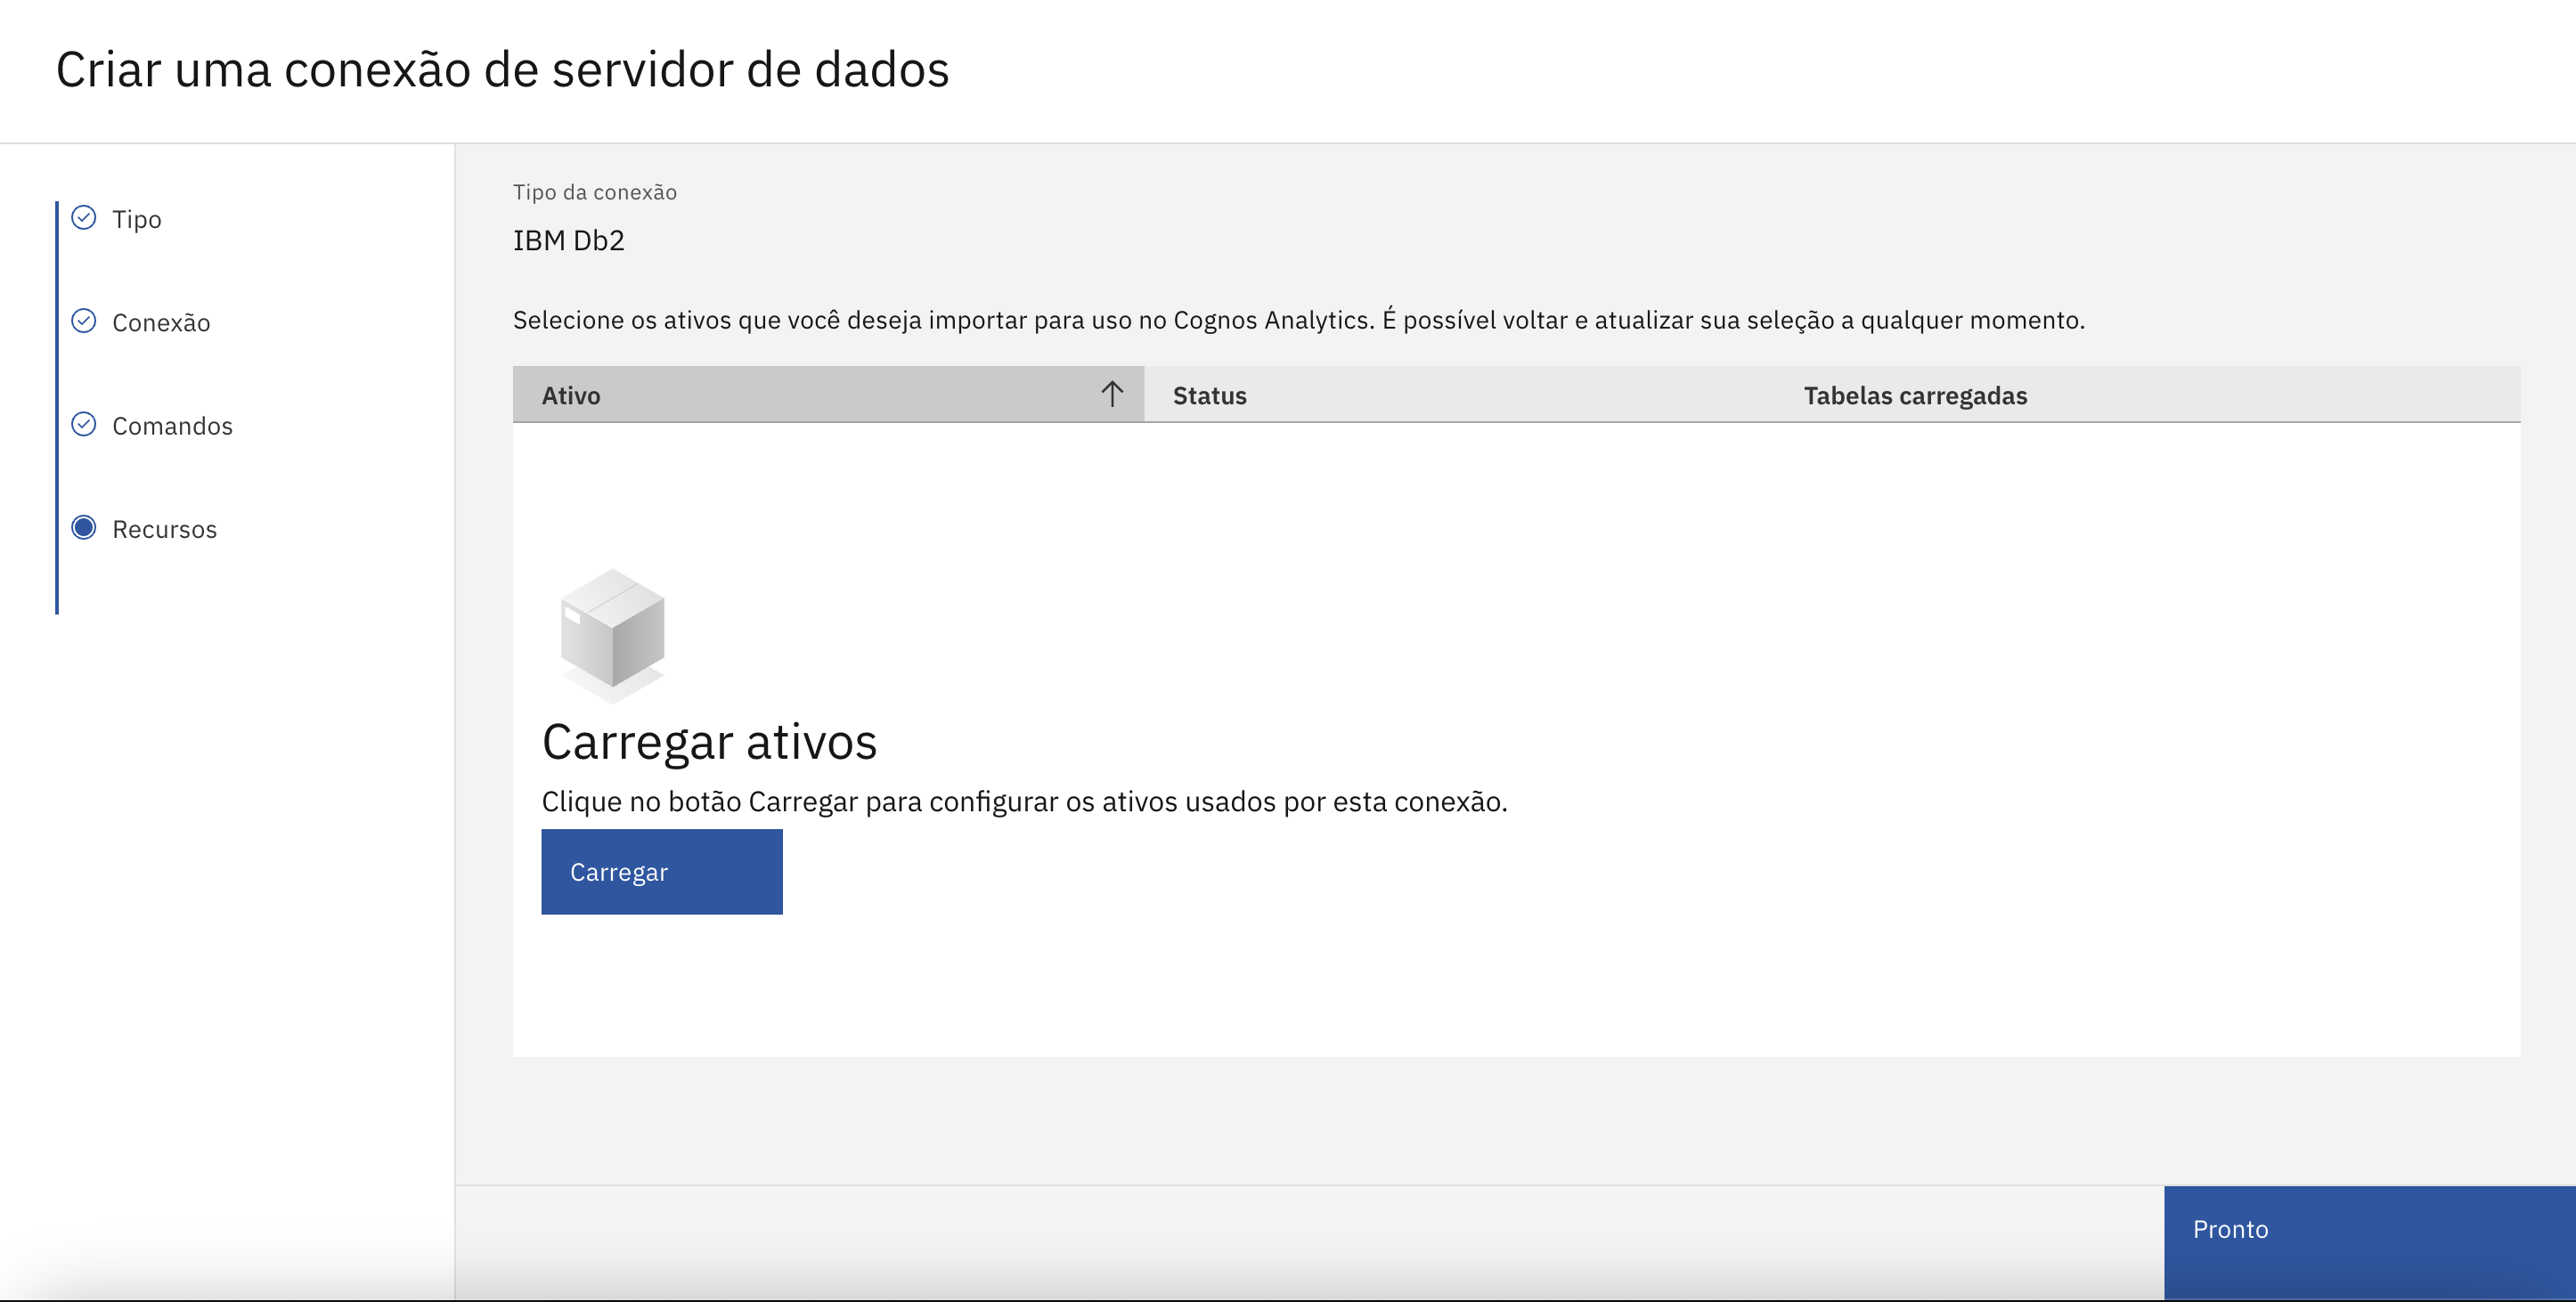 Criar uma conexão de servidor de dados
Tipo
Conexão
Comandos
Recursos
Tipo da conexão
IBM Db2
Selecione os ativos que você deseja importar para uso no Cognos Analytics. É possível voltar e atualizar sua seleção a qualquer momento.
Ativo Status Tabelas carregadas
Carregar ativos
Clique no botão Carregar para configurar os ativos usados por esta conexão.
Carregar
Pronto